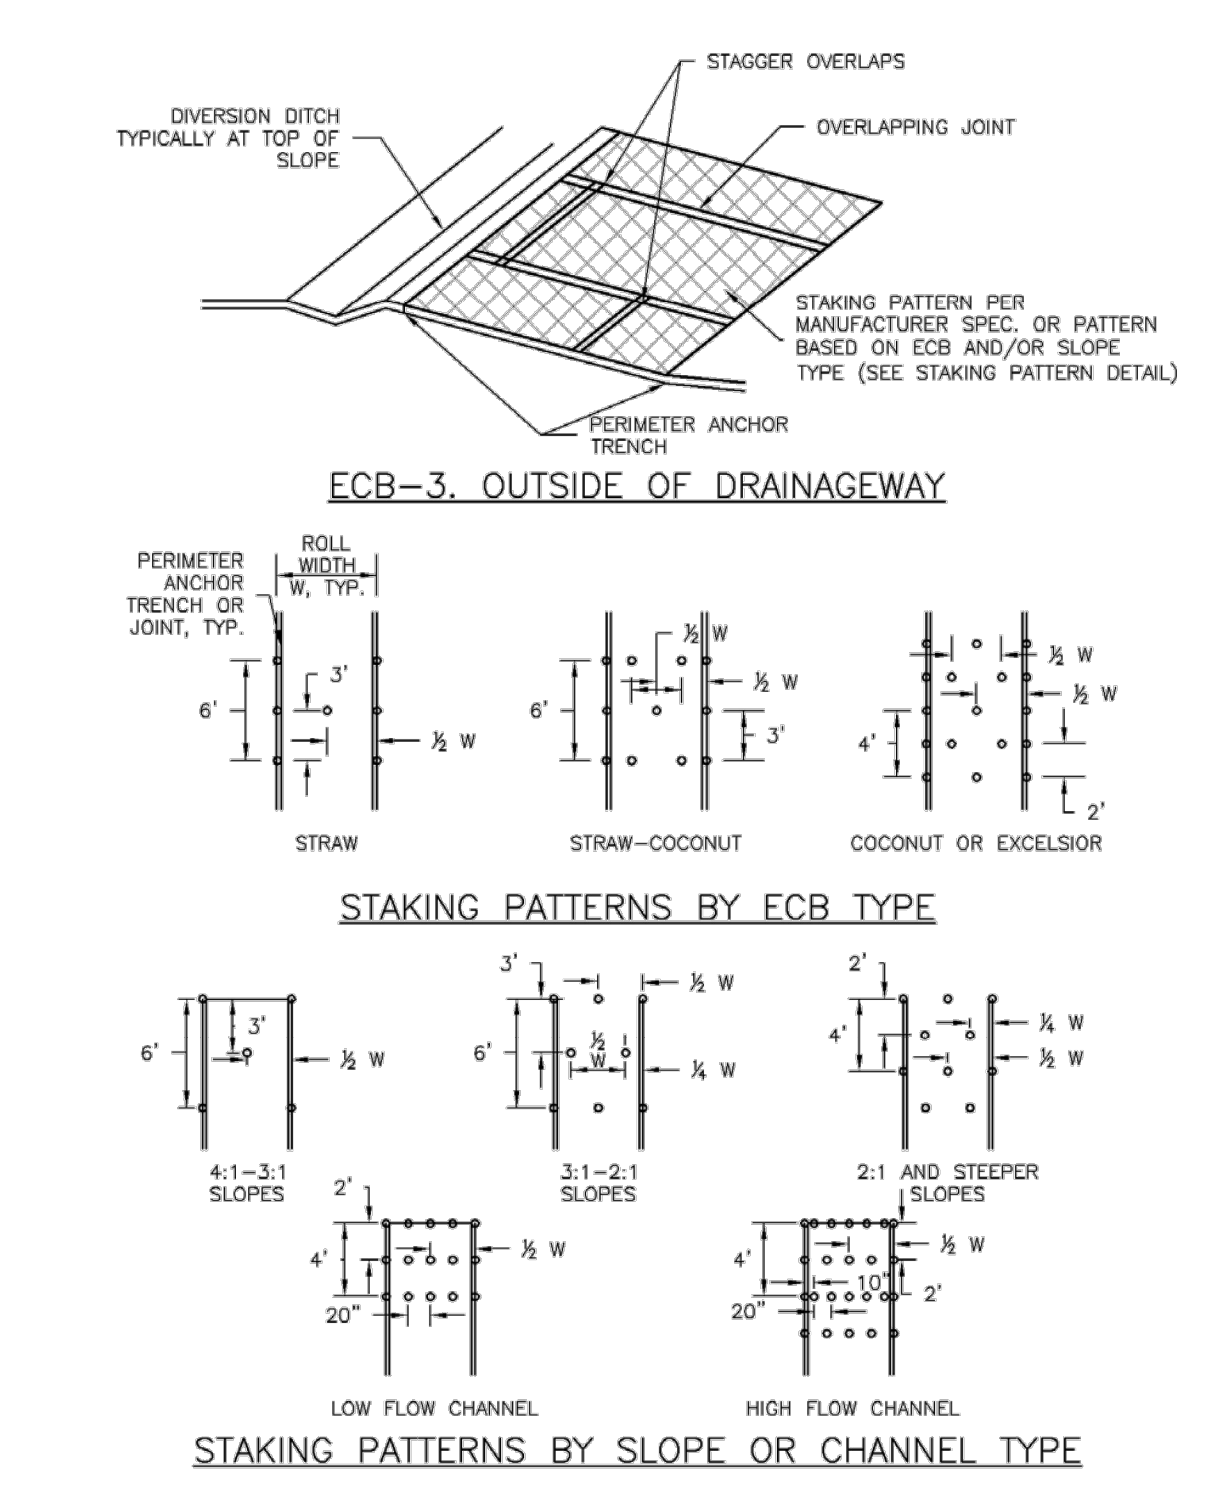 STAGGER OVERLAPS
DIVERSION DITCH
TYPICALLY AT TOP OF
SLOPE
OVERLAPPING JOINT
STAKING PATTERN PER
MANUFACTURER SPEC. OR PATTERN
BASED ON ECB AND/OR SLOPE
TYPE (SEE STAKING PATTERN DETAIL)
PERIMETER ANCHOR
TRENCH
ECB-3. OUTSIDE OF DRAINAGEWAY
PERIMETER
ANCHOR
TRENCH OR
JOINT, TYP.
ROLL
WIDTH
W, TYP.
3'
6'
½ W
STRAW
½ W
½ W
6'
3'
STRAW-COCONUT
½ W
½ W
4'
2'
COCONUT OR EXCELSIOR
STAKING PATTERNS BY ECB TYPE
3'
6'
½ W
4:1-3:1
SLOPES
3'
½ W
6'
½
W
¼ W
3:1-2:1
SLOPES
2'
4'
¼ W
½ W
2:1 AND STEEPER
SLOPES
2'
4'
½ W
20"
LOW FLOW CHANNEL
4'
½ W
10"
2'
20"
HIGH FLOW CHANNEL
STAKING PATTERNS BY SLOPE OR CHANNEL TYPE